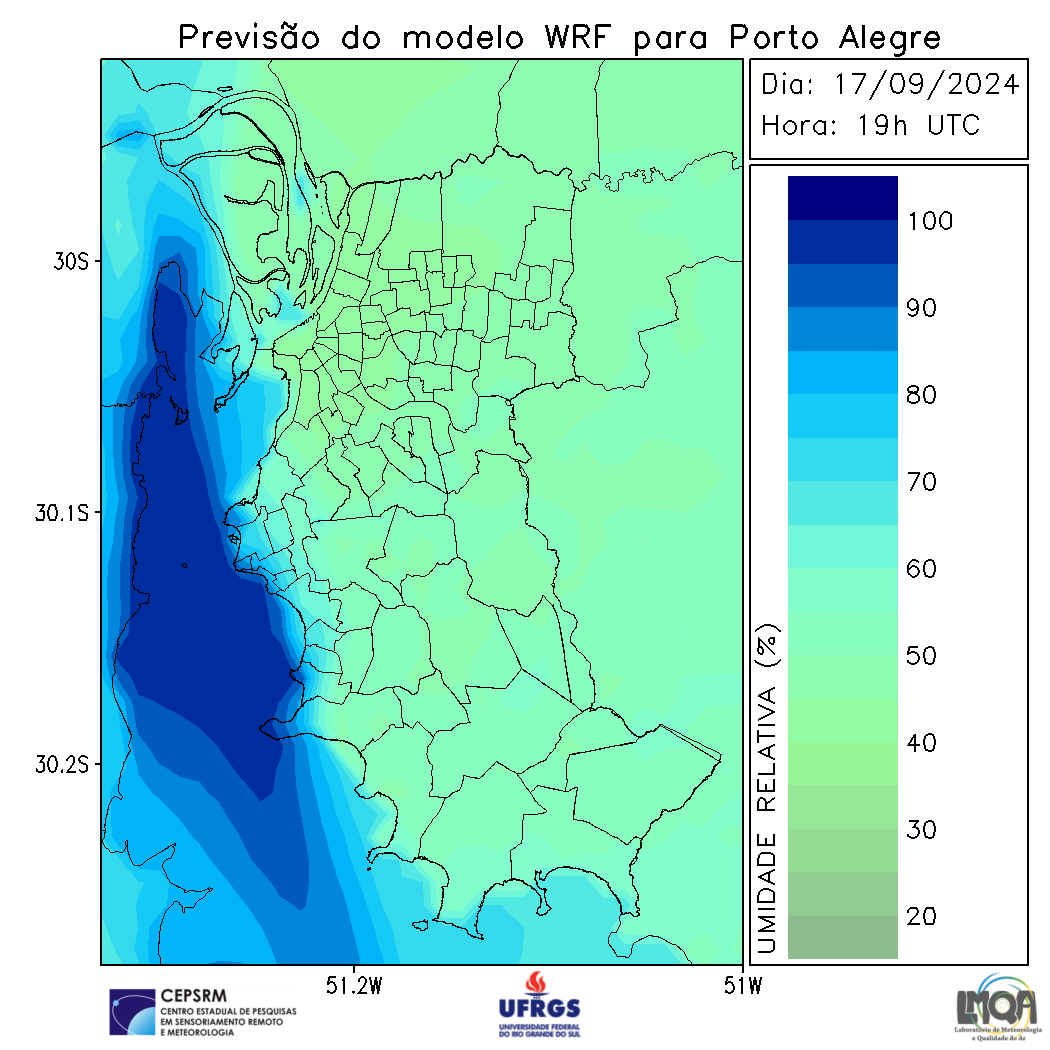 Previsão do modelo WRF para Porto Alegre
Dia: 17/09/2024
Hora: 19h UTC
30S
30.1S
30.2S
51.2W
51W
UMIDADE RELATIVA (%)
100
90
80
70
60
50
40
30
20
CEPSRM
CENTRO ESTADUAL DE PESQUISAS
EM SENSORIAMENTO REMOTO
E METEOROLOGIA
UFRGS
UNIVERSIDADE FEDERAL
DO RIO GRANDE DO SUL
LMQA
Laboratório de Meteorologia
e Qualidade do Ar